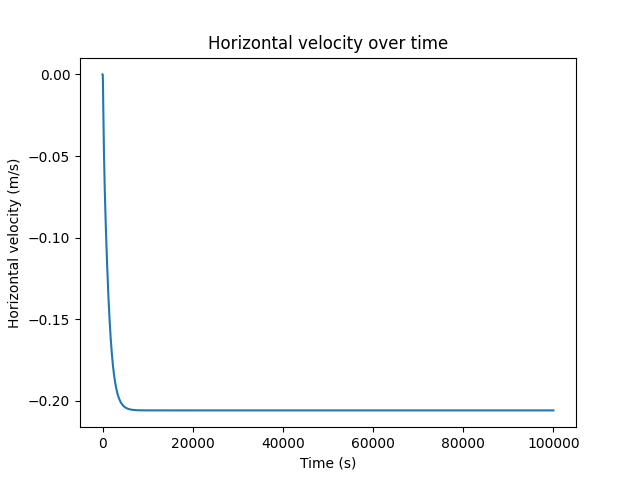 Horizontal velocity over time
0.00
−0.05
−0.10
−0.15
−0.20
Horizontal velocity (m/s)
0 20000 40000 60000 80000 100000
Time (s)